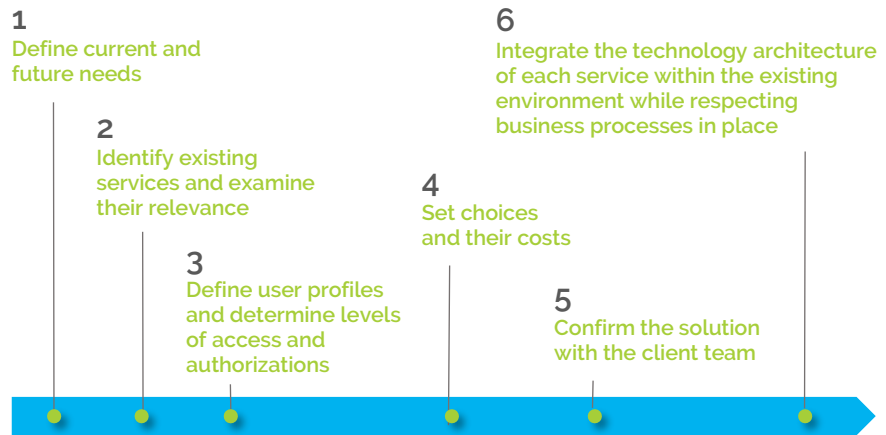 1
Define current and
future needs
2
Identify existing
services and examine
their relevance
3
Define user profiles
and determine levels
of access and
authorizations
4
Set choices
and their costs
5
Confirm the solution
with the client team
6
Integrate the technology architecture
of each service within the existing
environment while respecting
business processes in place